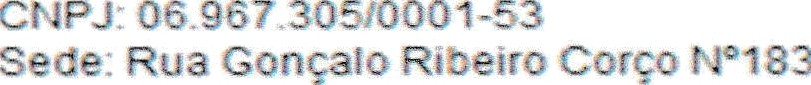 CNPJ: 06.967.305/0001-53
Sede: Rua Gonçalo Ribeiro Corço Nº183